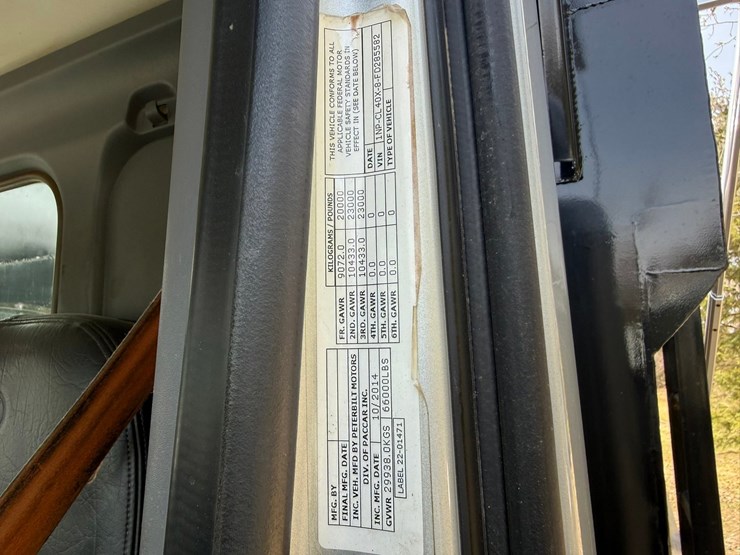 MFG. BY
FINAL MFG. DATE
INC. VEH. MFD BY PETERBILT MOTORS
DIV. OF PACCAR INC.
INC. MFG. DATE 10/2014
GVWR 29938.0KGS 66000LBS
LABEL 22-01471
KILOGRAMS / POUNDS
FR. GAWR 9072.0 20000
2ND. GAWR 10433.0 23000
3RD. GAWR 10433.0 23000
4TH. GAWR 0.0 0
5TH. GAWR 0.0 0
6TH. GAWR 0.0 0
THIS VEHICLE CONFORMS TO ALL
APPLICABLE FEDERAL MOTOR
VEHICLE SAFETY STANDARDS IN
EFFECT IN (SEE DATE BELOW)
DATE
VIN 1NP-CL40X-8-FD285582
TYPE OF VEHICLE